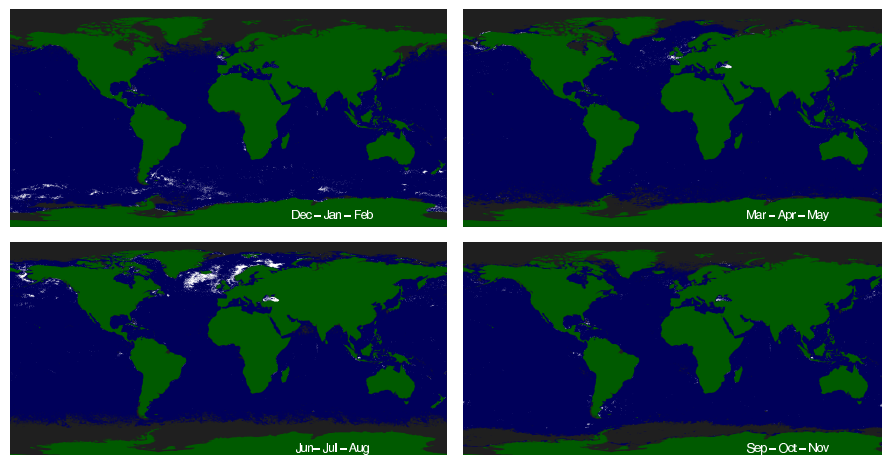 Dec – Jan – Feb
Mar – Apr – May
Jun – Jul – Aug
Sep – Oct – Nov